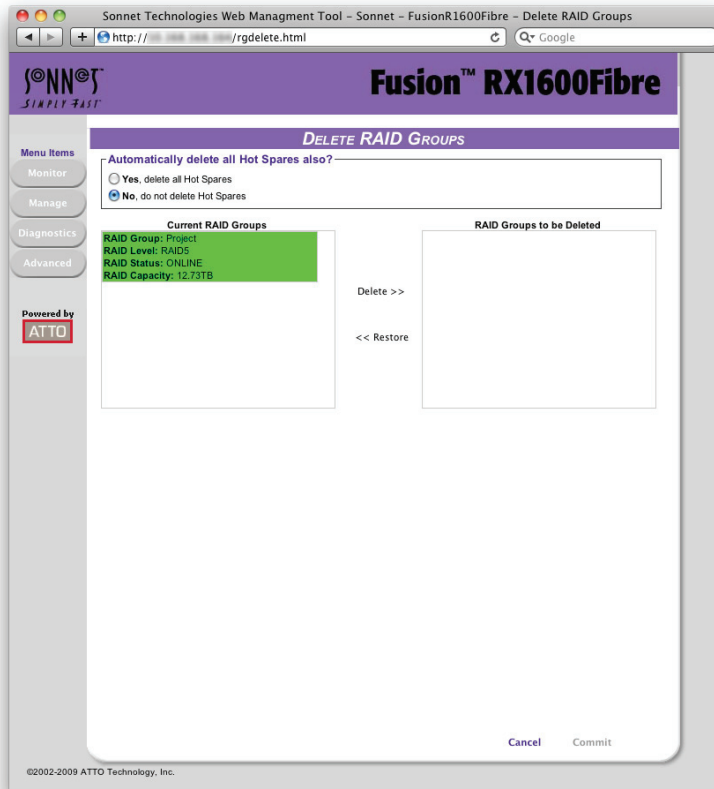 Sonnet Technologies Web Managment Tool – Sonnet – FusionR1600Fibre – Delete RAID Groups
http:// /rgdelete.html
Google
SONNET
SIMPLY FAST
Fusion™ RX1600Fibre
DELETE RAID GROUPS
Menu Items
Monitor
Manage
Diagnostics
Advanced
Powered by
ATTO
Automatically delete all Hot Spares also?
Yes, delete all Hot Spares
No, do not delete Hot Spares
Current RAID Groups
RAID Group: Project
RAID Level: RAID5
RAID Status: ONLINE
RAID Capacity: 12.73TB
Delete >>
<< Restore
RAID Groups to be Deleted
Cancel
Commit
©2002-2009 ATTO Technology, Inc.